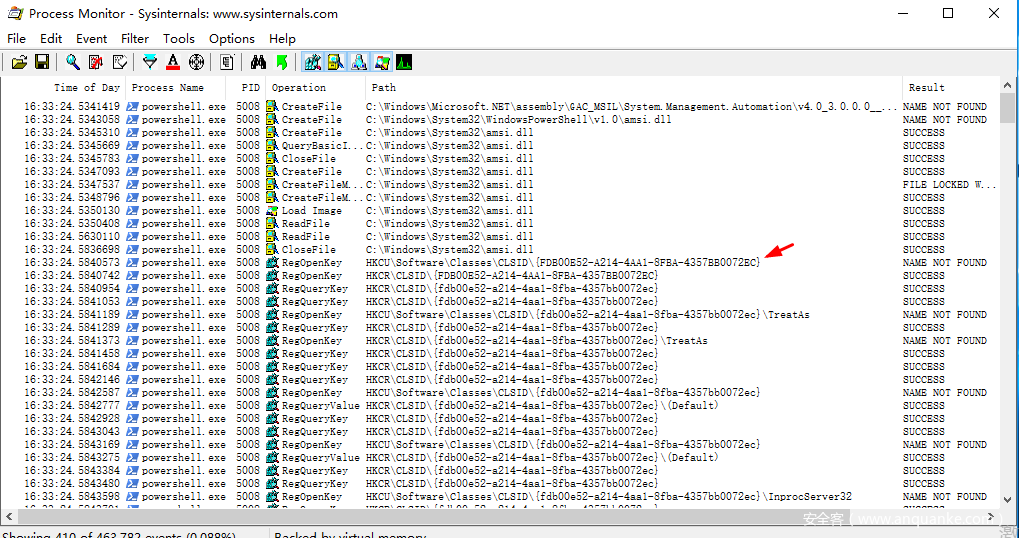 Process Monitor - Sysinternals: www.sysinternals.com
File Edit Event Filter Tools Options Help
Time of Day Process Name PID Operation Path Result
16:33:24.5341419 powershell.exe 5008 CreateFile C:\Windows\Microsoft.NET\assembly\GAC_MSIL\System.Management.Automation\v4.0_3.0.0.0__... NAME NOT FOUND
16:33:24.5343058 powershell.exe 5008 CreateFile C:\Windows\System32\WindowsPowerShell\v1.0\amsi.dll NAME NOT FOUND
16:33:24.5345310 powershell.exe 5008 CreateFile C:\Windows\System32\amsi.dll SUCCESS
16:33:24.5345669 powershell.exe 5008 QueryBasicI... C:\Windows\System32\amsi.dll SUCCESS
16:33:24.5345783 powershell.exe 5008 CloseFile C:\Windows\System32\amsi.dll SUCCESS
16:33:24.5347093 powershell.exe 5008 CreateFile C:\Windows\System32\amsi.dll SUCCESS
16:33:24.5347537 powershell.exe 5008 CreateFileM... C:\Windows\System32\amsi.dll FILE LOCKED W...
16:33:24.5348796 powershell.exe 5008 CreateFileM... C:\Windows\System32\amsi.dll SUCCESS
16:33:24.5350130 powershell.exe 5008 Load Image C:\Windows\System32\amsi.dll SUCCESS
16:33:24.5350408 powershell.exe 5008 ReadFile C:\Windows\System32\amsi.dll SUCCESS
16:33:24.5630110 powershell.exe 5008 ReadFile C:\Windows\System32\amsi.dll SUCCESS
16:33:24.5836698 powershell.exe 5008 CloseFile C:\Windows\System32\amsi.dll SUCCESS
16:33:24.5840573 powershell.exe 5008 RegOpenKey HKCU\Software\Classes\CLSID\{FDB00E52-A214-4AA1-8FBA-4357BB0072EC} NAME NOT FOUND
16:33:24.5840742 powershell.exe 5008 RegOpenKey HKCR\CLSID\{FDB00E52-A214-4AA1-8FBA-4357BB0072EC} SUCCESS
16:33:24.5840954 powershell.exe 5008 RegQueryKey HKCR\CLSID\{fdb00e52-a214-4aa1-8fba-4357bb0072ec} SUCCESS
16:33:24.5841053 powershell.exe 5008 RegQueryKey HKCR\CLSID\{fdb00e52-a214-4aa1-8fba-4357bb0072ec} SUCCESS
16:33:24.5841189 powershell.exe 5008 RegOpenKey HKCU\Software\Classes\CLSID\{fdb00e52-a214-4aa1-8fba-4357bb0072ec}\TreatAs NAME NOT FOUND
16:33:24.5841289 powershell.exe 5008 RegQueryKey HKCR\CLSID\{fdb00e52-a214-4aa1-8fba-4357bb0072ec} SUCCESS
16:33:24.5841373 powershell.exe 5008 RegOpenKey HKCR\CLSID\{fdb00e52-a214-4aa1-8fba-4357bb0072ec}\TreatAs NAME NOT FOUND
16:33:24.5841458 powershell.exe 5008 RegQueryKey HKCR\CLSID\{fdb00e52-a214-4aa1-8fba-4357bb0072ec} SUCCESS
16:33:24.5841684 powershell.exe 5008 RegQueryKey HKCR\CLSID\{fdb00e52-a214-4aa1-8fba-4357bb0072ec} SUCCESS
16:33:24.5842146 powershell.exe 5008 RegQueryKey HKCR\CLSID\{fdb00e52-a214-4aa1-8fba-4357bb0072ec} SUCCESS
16:33:24.5842587 powershell.exe 5008 RegOpenKey HKCU\Software\Classes\CLSID\{fdb00e52-a214-4aa1-8fba-4357bb0072ec} NAME NOT FOUND
16:33:24.5842777 powershell.exe 5008 RegQueryValue HKCR\CLSID\{fdb00e52-a214-4aa1-8fba-4357bb0072ec}\(Default) SUCCESS
16:33:24.5842928 powershell.exe 5008 RegQueryKey HKCR\CLSID\{fdb00e52-a214-4aa1-8fba-4357bb0072ec} SUCCESS
16:33:24.5843043 powershell.exe 5008 RegQueryKey HKCR\CLSID\{fdb00e52-a214-4aa1-8fba-4357bb0072ec} SUCCESS
16:33:24.5843169 powershell.exe 5008 RegOpenKey HKCU\Software\Classes\CLSID\{fdb00e52-a214-4aa1-8fba-4357bb0072ec} NAME NOT FOUND
16:33:24.5843275 powershell.exe 5008 RegQueryValue HKCR\CLSID\{fdb00e52-a214-4aa1-8fba-4357bb0072ec}\(Default) SUCCESS
16:33:24.5843384 powershell.exe 5008 RegQueryKey HKCR\CLSID\{fdb00e52-a214-4aa1-8fba-4357bb0072ec} SUCCESS
16:33:24.5843480 powershell.exe 5008 RegQueryKey HKCR\CLSID\{fdb00e52-a214-4aa1-8fba-4357bb0072ec} SUCCESS
16:33:24.5843598 powershell.exe 5008 RegOpenKey HKCU\Software\Classes\CLSID\{fdb00e52-a214-4aa1-8fba-4357bb0072ec}\InprocServer32 NAME NOT FOUND
安全客 ( www.anquanke.com )
Showing 410 of 463,782 events (0.088%) Backed by virtual memory
激